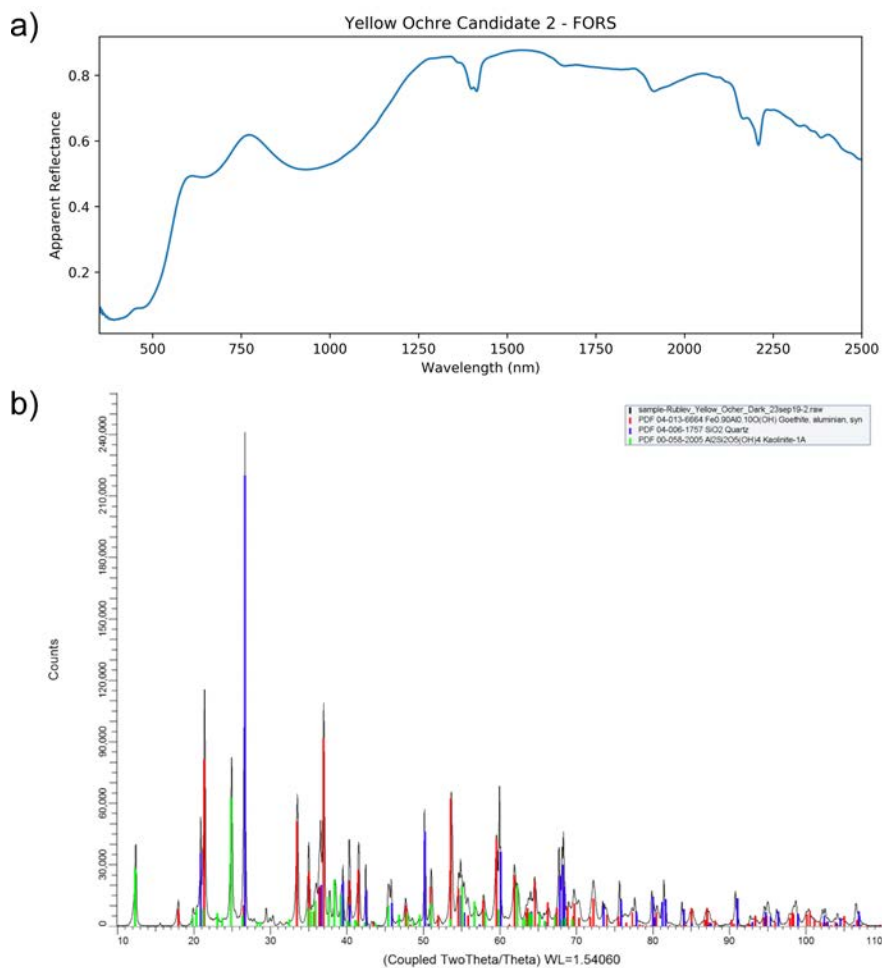 a)
Yellow Ochre Candidate 2 - FORS
Apparent Reflectance
0.8
0.6
0.4
0.2
500 750 1000 1250 1500 1750 2000 2250 2500
Wavelength (nm)
b)
sample-Rublev_Yellow_Ocher_Dark_23sep19-2.raw
PDF 04-013-6664 Fe0.90Al0.10O(OH) Goethite, aluminian, syn
PDF 04-006-1757 SiO2 Quartz
PDF 00-058-2005 Al2Si2O5(OH)4 Kaolinite-1A
Counts
240,000
210,000
180,000
150,000
120,000
90,000
60,000
30,000
0
10 20 30 40 50 60 70 80 90 100 110
(Coupled TwoTheta/Theta) WL=1.54060